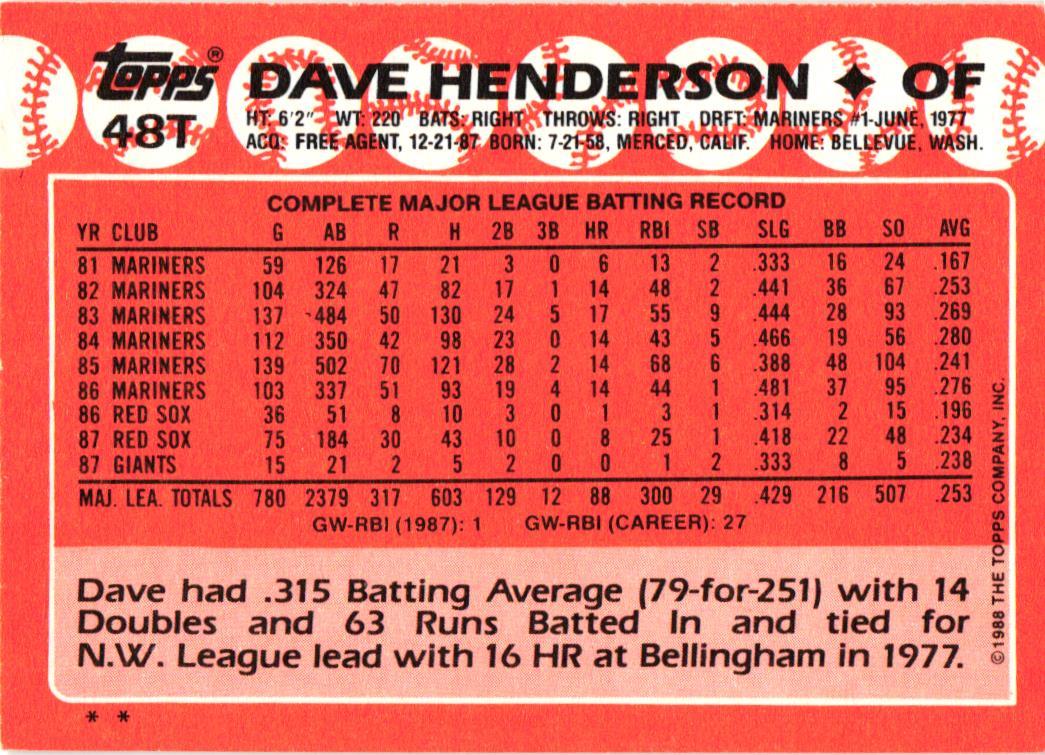 topps®
48T
DAVE HENDERSON ✦ OF
HT: 6'2" WT: 220 BATS: RIGHT THROWS: RIGHT DRFT: MARINERS #1-JUNE, 1977
ACQ: FREE AGENT, 12-21-87 BORN: 7-21-58, MERCED, CALIF. HOME: BELLEVUE, WASH.
COMPLETE MAJOR LEAGUE BATTING RECORD
YR CLUB G AB R H 2B 3B HR RBI SB SLG BB SO AVG
81 MARINERS 59 126 17 21 3 0 6 13 2 .333 16 24 .167
82 MARINERS 104 324 47 82 17 1 14 48 2 .441 36 67 .253
83 MARINERS 137 484 50 130 24 5 17 55 9 .444 28 93 .269
84 MARINERS 112 350 42 98 23 0 14 43 5 .466 19 56 .280
85 MARINERS 139 502 70 121 28 2 14 68 6 .388 48 104 .241
86 MARINERS 103 337 51 93 19 4 14 44 1 .481 37 95 .276
86 RED SOX 36 51 8 10 3 0 1 3 1 .314 2 15 .196
87 RED SOX 75 184 30 43 10 0 8 25 1 .418 22 48 .234
87 GIANTS 15 21 2 5 2 0 0 1 2 .333 8 5 .238
MAJ. LEA. TOTALS 780 2379 317 603 129 12 88 300 29 .429 216 507 .253
GW-RBI (1987): 1 GW-RBI (CAREER): 27
Dave had .315 Batting Average (79-for-251) with 14
Doubles and 63 Runs Batted In and tied for
N.W. League lead with 16 HR at Bellingham in 1977.
©1988 THE TOPPS COMPANY, INC.
* *